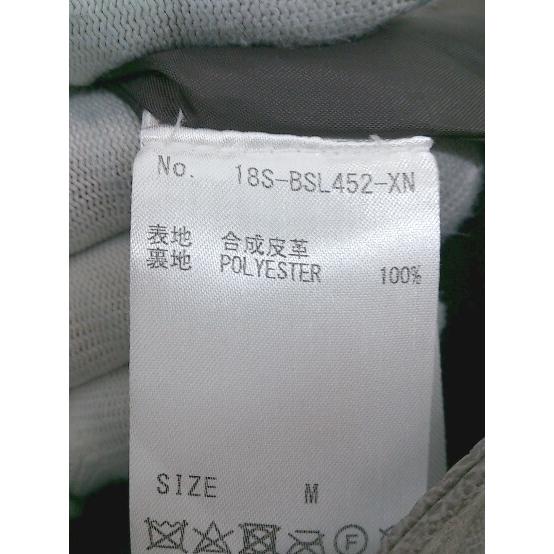 No. 18S-BSL452-XN
表地 合成皮革
裏地 POLYESTER 100%
SIZE M
F